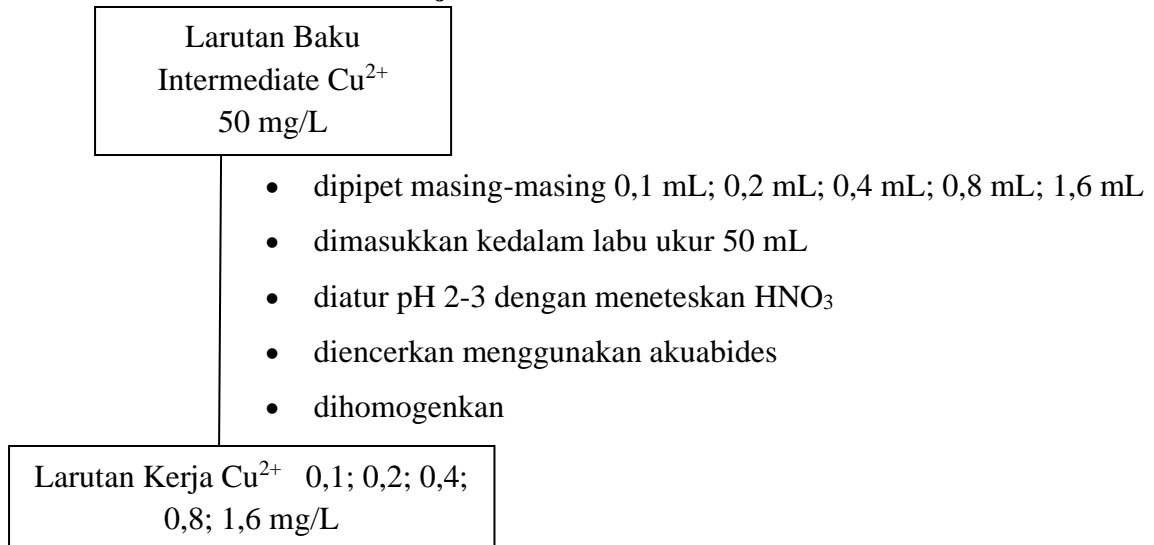 Larutan Baku
Intermediate Cu²⁺
50 mg/L
• dipipet masing-masing 0,1 mL; 0,2 mL; 0,4 mL; 0,8 mL; 1,6 mL
• dimasukkan kedalam labu ukur 50 mL
• diatur pH 2-3 dengan meneteskan HNO₃
• diencerkan menggunakan akuabides
• dihomogenkan
Larutan Kerja Cu²⁺ 0,1; 0,2; 0,4;
0,8; 1,6 mg/L